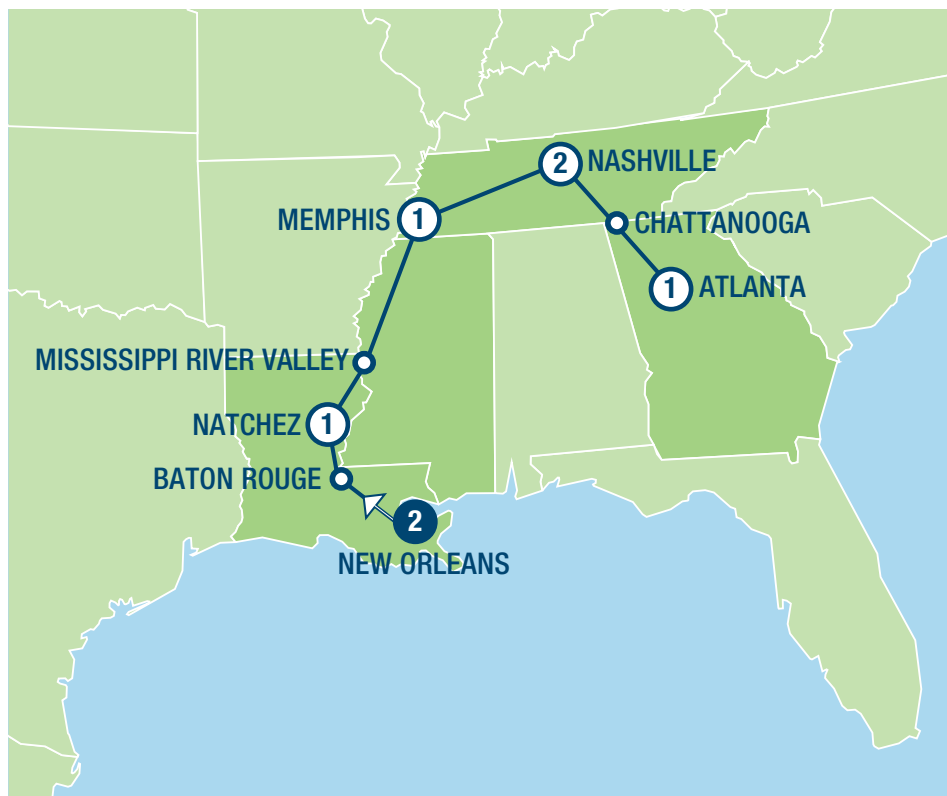 2 NASHVILLE
MEMPHIS 1
CHATTANOOGA
1 ATLANTA
MISSISSIPPI RIVER VALLEY
NATCHEZ 1
BATON ROUGE
2
NEW ORLEANS